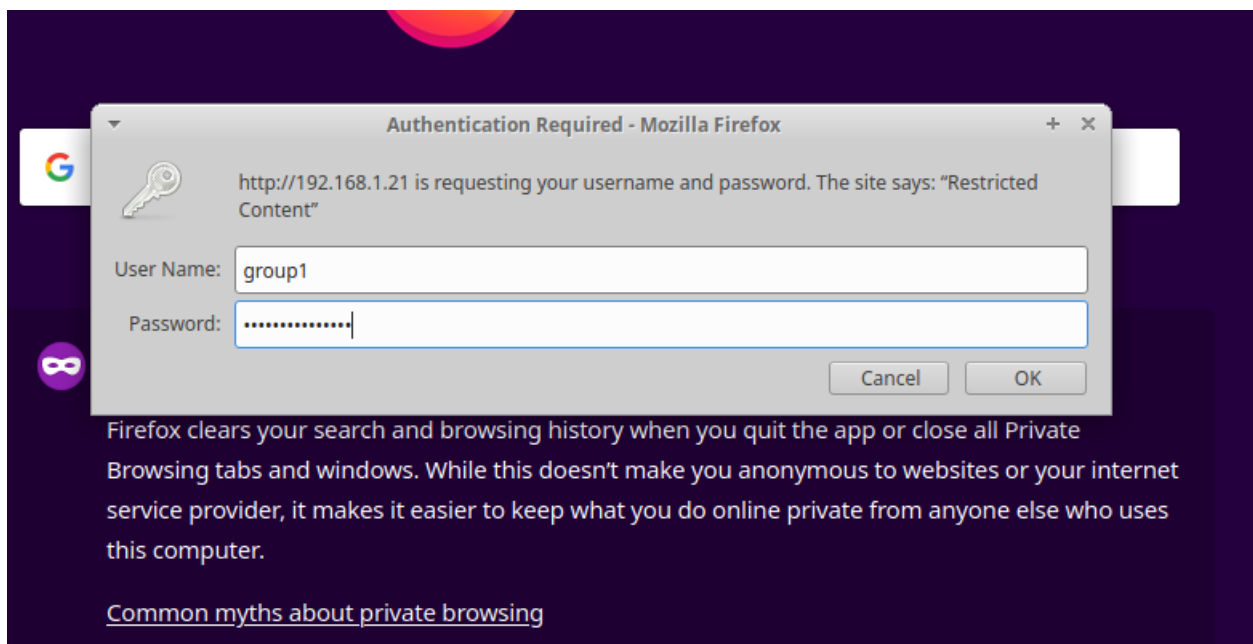 Authentication Required - Mozilla Firefox
G
http://192.168.1.21 is requesting your username and password. The site says: “Restricted
Content”
User Name: group1
Password: •••••••••••••••
Cancel OK
Firefox clears your search and browsing history when you quit the app or close all Private
Browsing tabs and windows. While this doesn’t make you anonymous to websites or your internet
service provider, it makes it easier to keep what you do online private from anyone else who uses
this computer.
Common myths about private browsing